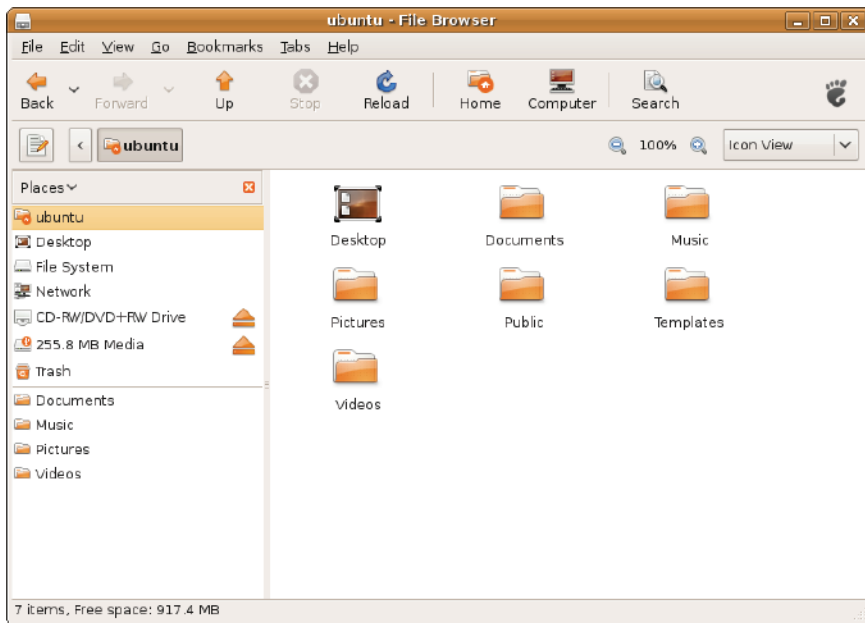 ubuntu - File Browser
File Edit View Go Bookmarks Tabs Help
Back Forward Up Stop Reload Home Computer Search
ubuntu 100% Icon View
Places
ubuntu
Desktop
File System
Network
CD-RW/DVD+RW Drive
255.8 MB Media
Trash
Documents
Music
Pictures
Videos
Desktop Documents Music
Pictures Public Templates
Videos
7 items, Free space: 917.4 MB